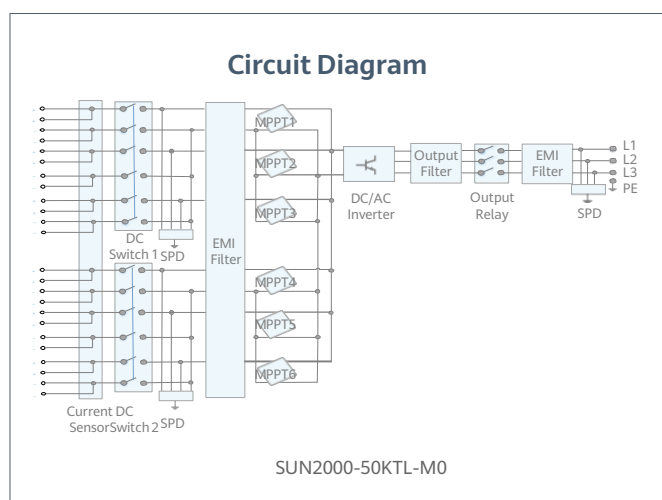 Circuit Diagram
MPPT1
MPPT2
MPPT3
MPPT4
MPPT5
MPPT6
DC
Switch 1
SPD
EMI
Filter
DC/AC
Inverter
Output
Filter
Output
Relay
EMI
Filter
L1
L2
L3
PE
SPD
Current DC
SensorSwitch 2
SPD
SUN2000-50KTL-M0